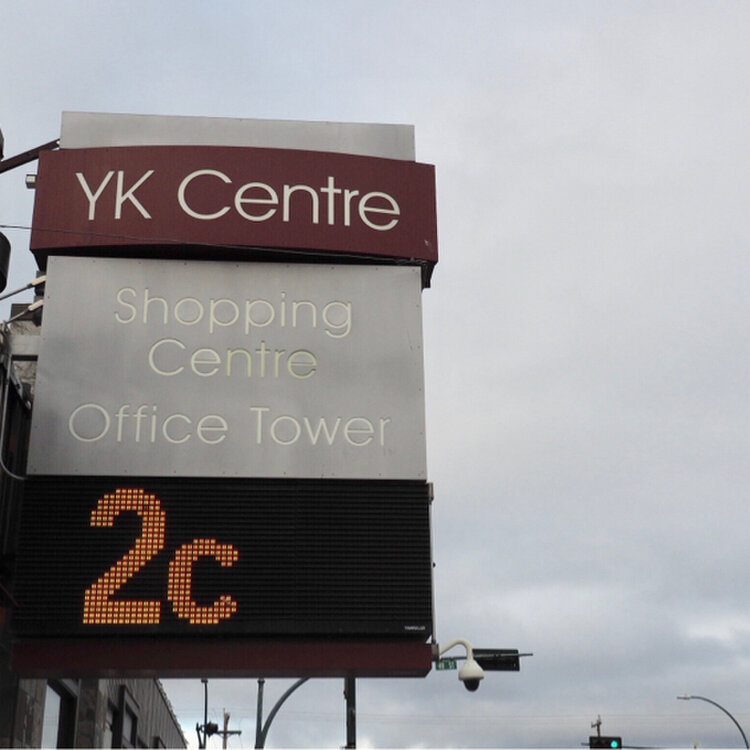 YK Centre
Shopping
Centre
Office Tower
2c